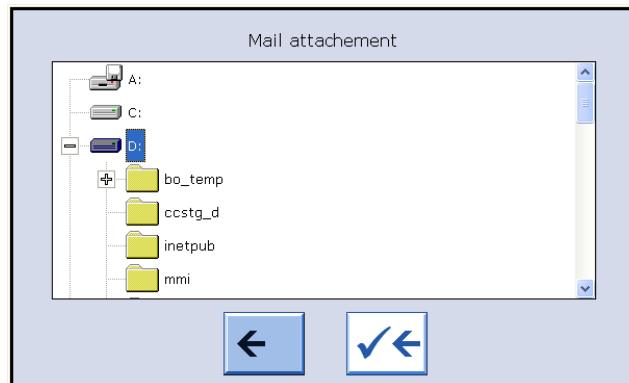 Mail attachement
A:
C:
D:
bo_temp
ccstg_d
inetpub
mmi